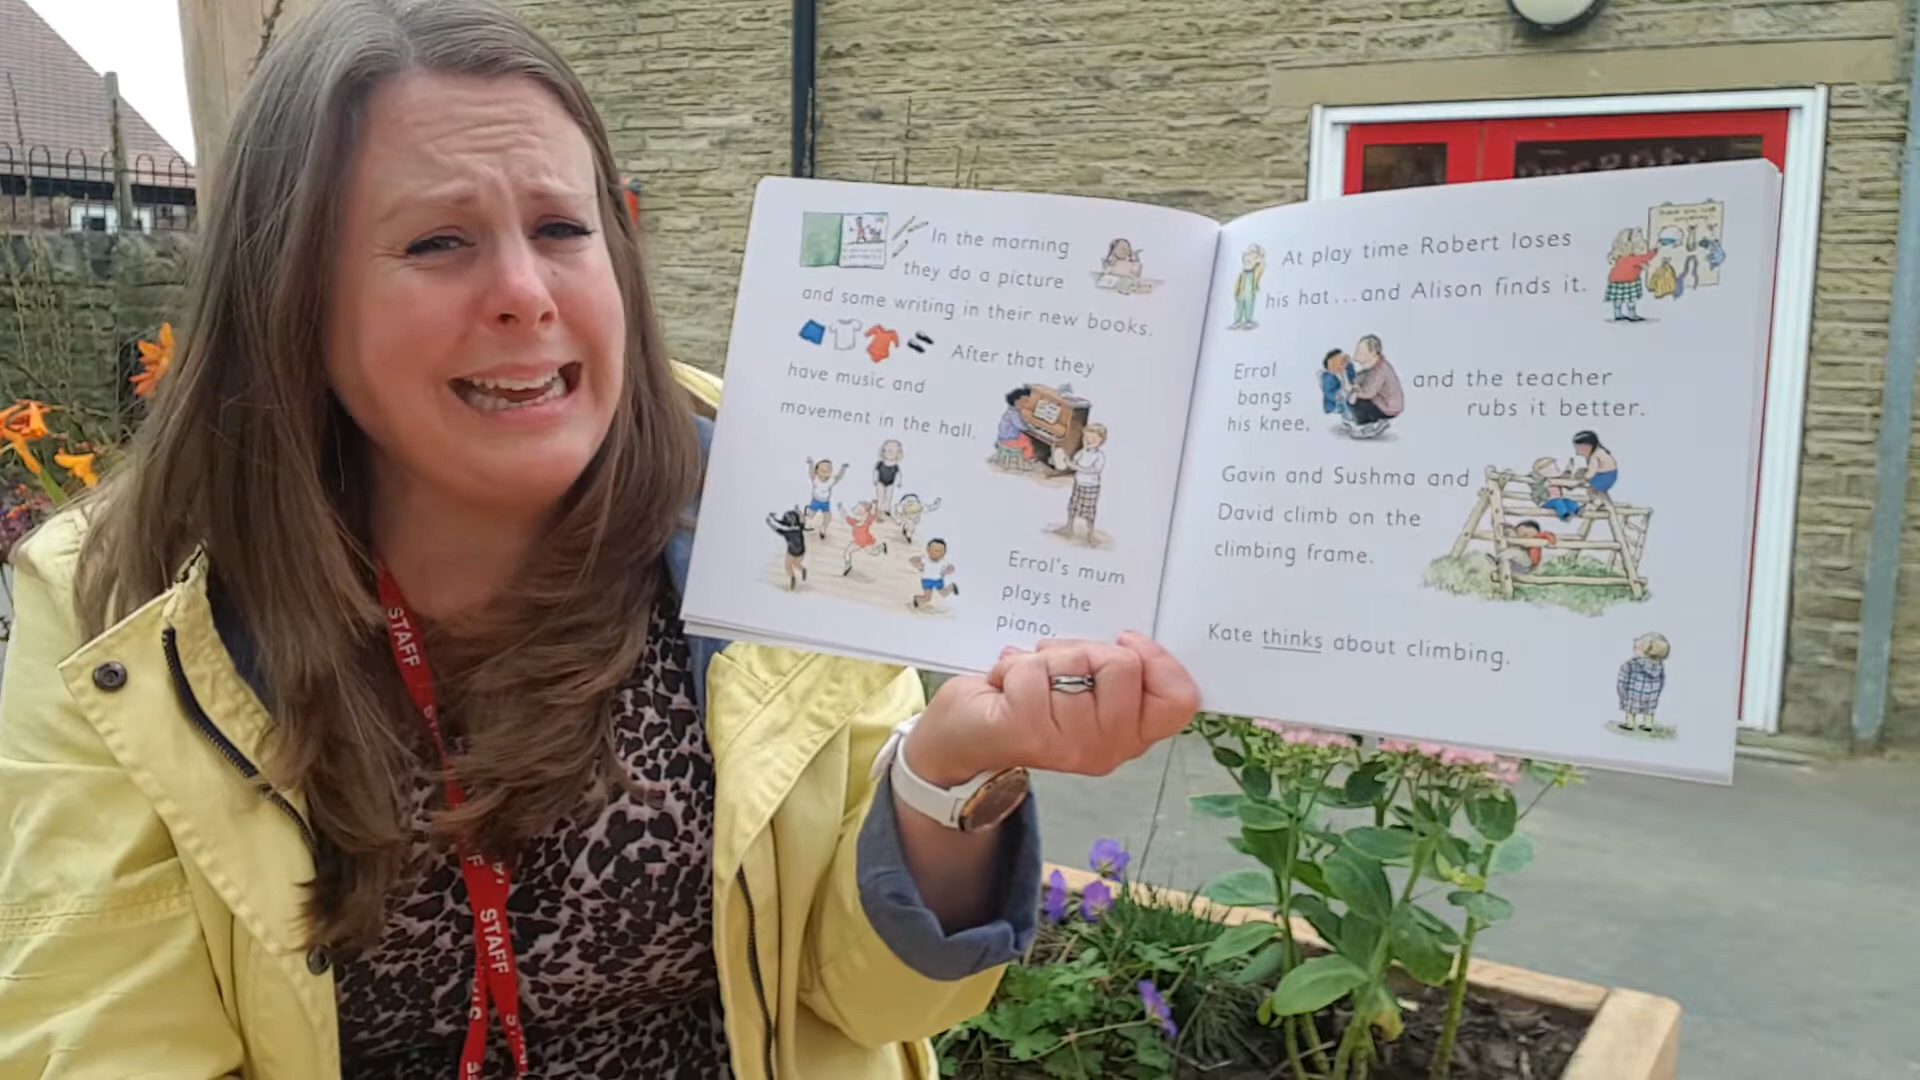 In the morning
they do a picture
and some writing in their new books.
After that they
have music and
movement in the hall.
Errol's mum
plays the
piano.
At play time Robert loses
his hat...and Alison finds it.
Errol
bangs
his knee,
and the teacher
rubs it better.
Gavin and Sushma and
David climb on the
climbing frame.
Kate thinks about climbing.
STAFF
STAFF